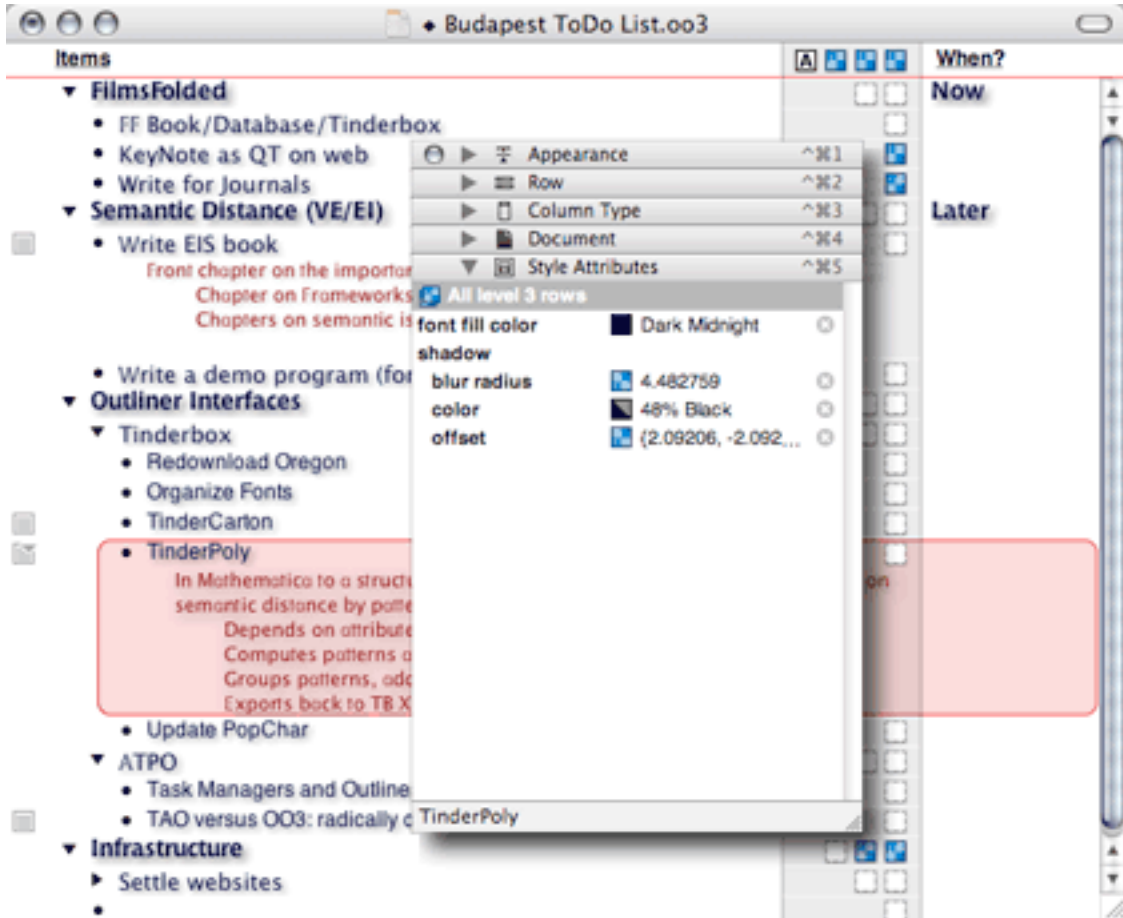 Budapest ToDo List.oo3
Items A When?
FilmsFolded Now
FF Book/Database/Tinderbox
KeyNote as QT on web
Appearance ^⌘1
Write for Journals
Row ^⌘2
Semantic Distance (VE/EI) Later
Column Type ^⌘3
Write EIS book
Document ^⌘4
Front chapter on the importan
Style Attributes ^⌘5
Chapter on Frameworks
All level 3 rows
Chapters on semantic is
font fill color Dark Midnight
shadow
Write a demo program (for
blur radius 4.482759
Outliner Interfaces
color 48% Black
Tinderbox
offset (2.09206, -2.092...
Redownload Oregon
Organize Fonts
TinderCarton
TinderPoly
In Mathematica to a structu on
semantic distance by patte
Depends on attribute
Computes patterns a
Groups patterns, add
Exports back to TB X
Update PopChar
ATPO
Task Managers and Outline
TAO versus OO3: radically c
TinderPoly
Infrastructure
Settle websites